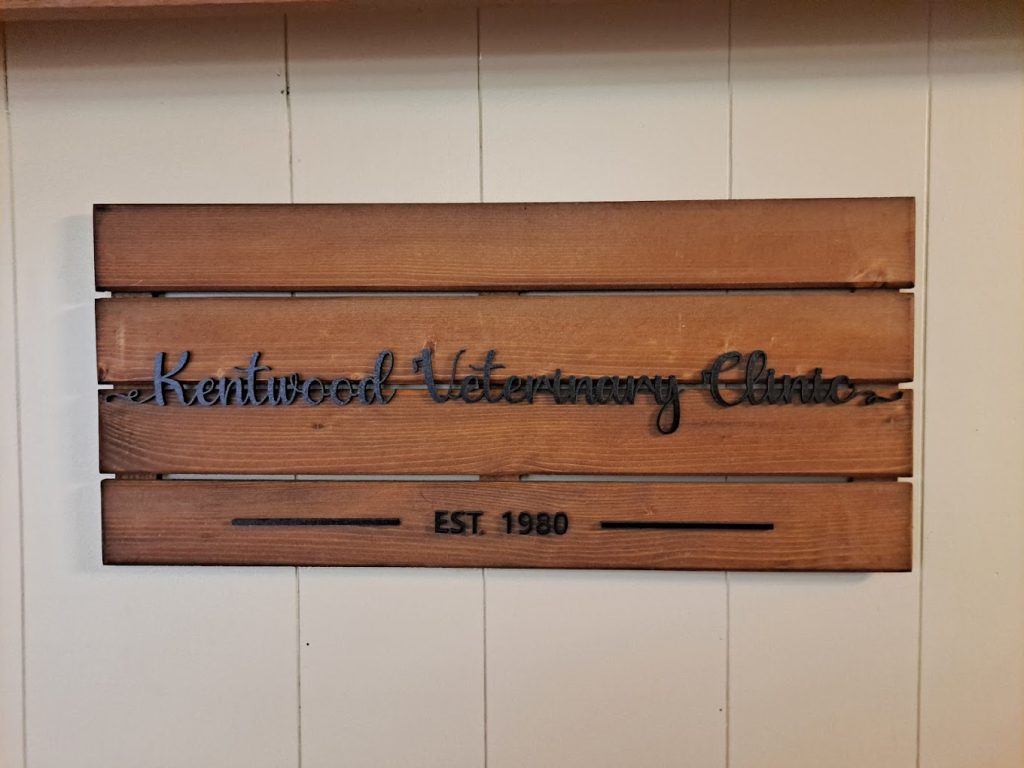 Kentwood Veterinary Clinic
EST. 1980